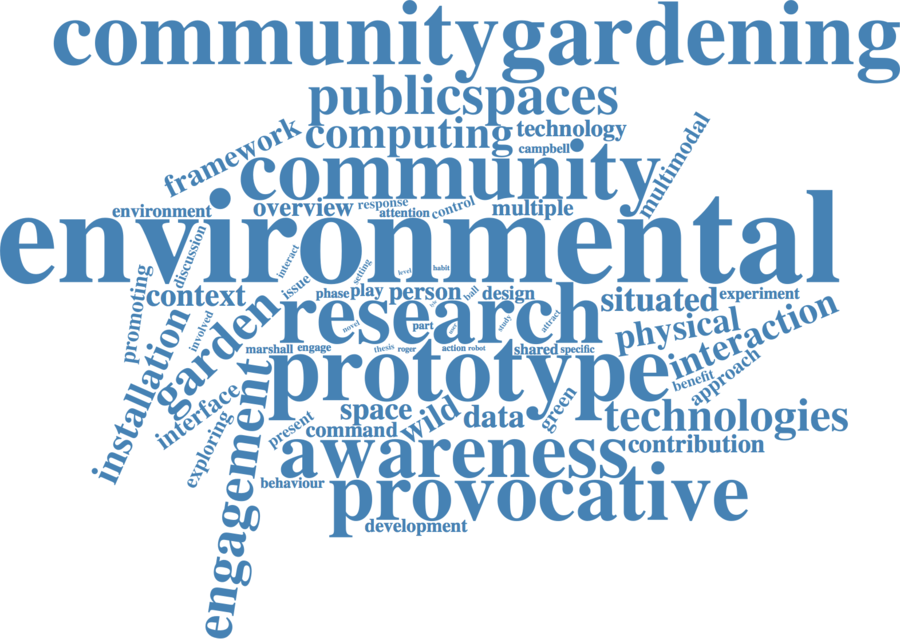 communitygardening
publicspaces
computing
technology
campbell
framework
community
multimodal
environment
overview
response
attention
control
multiple
environmental
discussion
interact
setting
level
habit
promoting
context
issue
phase
play
person
ball
design
situated
experiment
garden
research
involved
novel
part
study
attract
physical
interaction
installation
marshall
engage
thesis
roger
action
robot
shared
specific
prototype
benefit
approach
interface
exploring
engagement
present
space
command
wild
data
green
technologies
awareness
contribution
behaviour
provocative
development